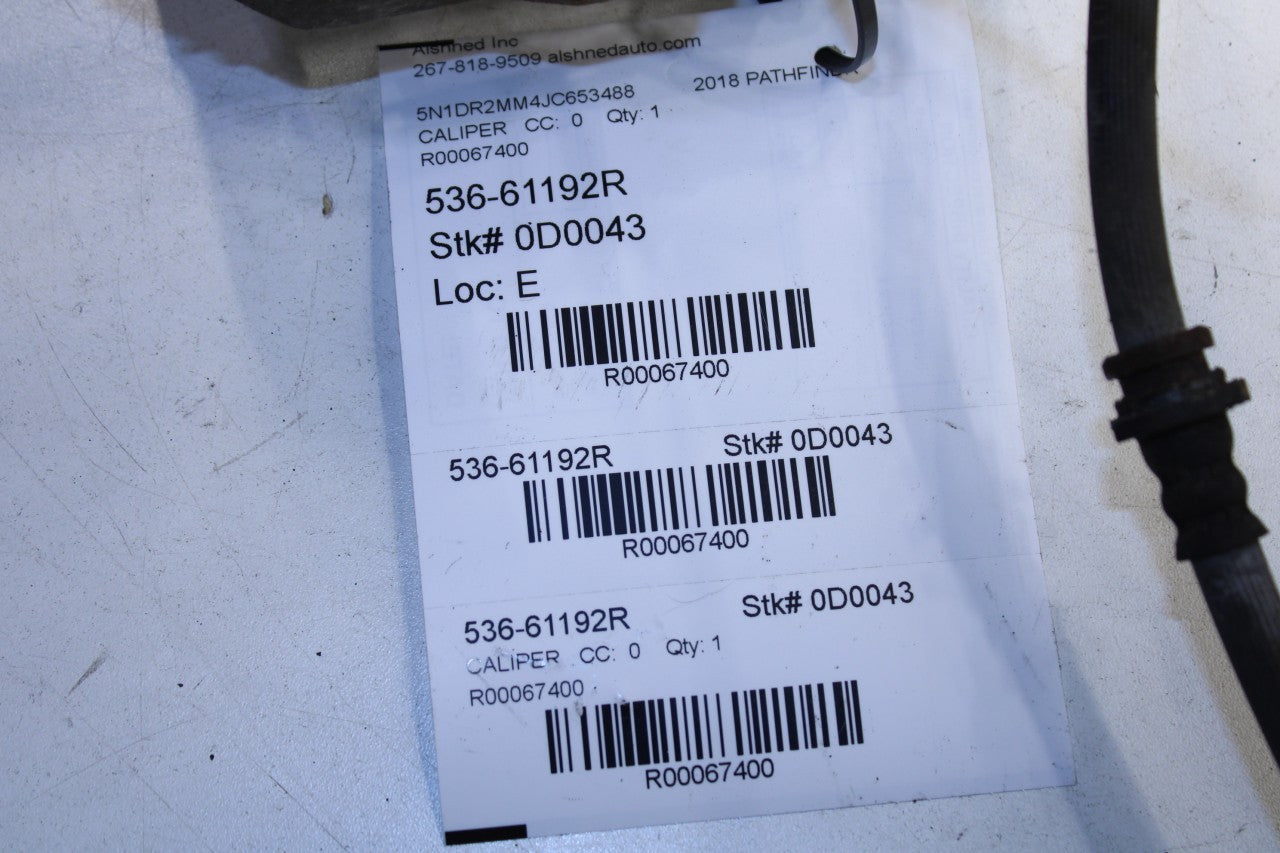 Alshned Inc
267-818-9509 alshnedauto.com
5N1DR2MM4JC653488 2018 PATHFINDR
CALIPER CC: 0 Qty: 1
R00067400
536-61192R
Stk# 0D0043
Loc: E
R00067400
536-61192R Stk# 0D0043
R00067400
536-61192R Stk# 0D0043
CALIPER CC: 0 Qty: 1
R00067400
R00067400